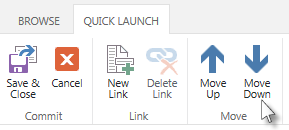 BROWSE QUICK LAUNCH
Save & Cancel New Delete Move Move
Close Link Link Up Down
Commit Link Move